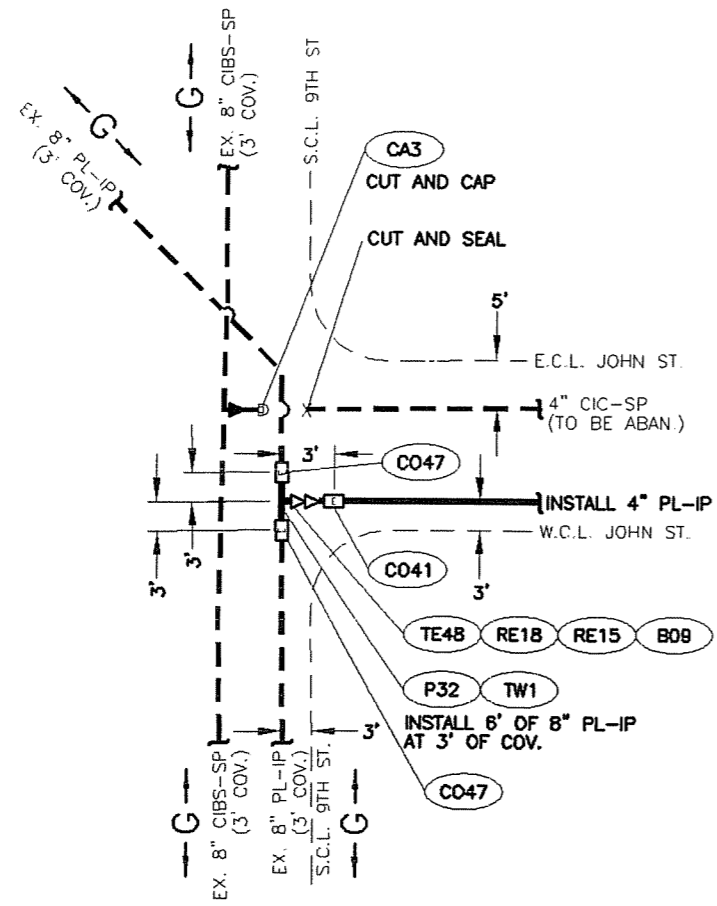 G
EX. 8" CIBS-SP
(3' COV.)
G
EX. 8" PL-IP
(3' COV.)
S.C.L. 9TH ST
CA3
CUT AND CAP
CUT AND SEAL
5'
E.C.L. JOHN ST.
4" CIC-SP
(TO BE ABAN.)
3'
CO47
E
INSTALL 4" PL-IP
W.C.L. JOHN ST.
3'
3'
3'
CO41
TE48 RE18 RE15 B09
P32 TW1
INSTALL 6' OF 8" PL-IP
AT 3' OF COV.
3'
CO47
G
EX. 8" CIBS-SP
(3' COV.)
EX. 8" PL-IP
(3' COV.)
S.C.L. 9TH ST.
G